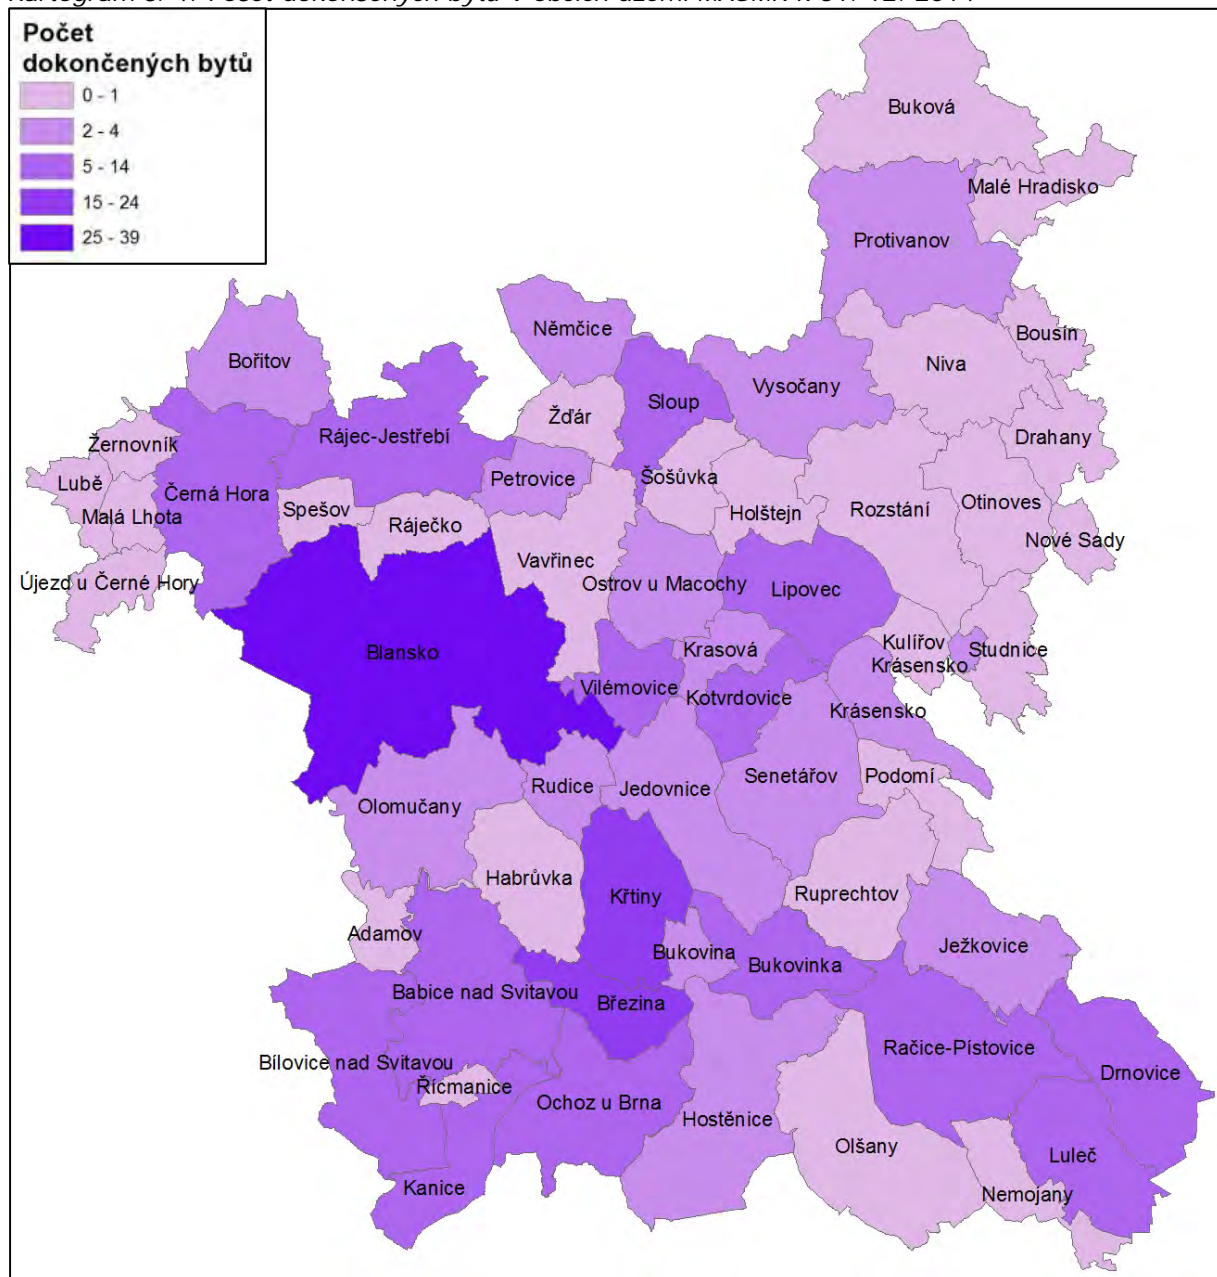 Počet
dokončených bytů
0 - 1
2 - 4
5 - 14
15 - 24
25 - 39
Buková
Malé Hradisko
Protivanov
Bousín
Němčice
Niva
Bořitov
Vysočany
Sloup
Žďár
Drahany
Rájec-Jestřebí
Žernovník
Petrovice
Šošůvka
Lubě
Černá Hora
Otinoves
Spešov
Rozstání
Malá Lhota
Ráječko
Holštejn
Nové Sady
Vavřinec
Újezd u Černé Hory
Ostrov u Macochy
Lipovec
Kulířov
Krasová
Studnice
Blansko
Krásensko
Vilémovice
Kotvrdovice
Krásensko
Podomí
Senetářov
Rudice
Jedovnice
Olomučany
Habrůvka
Křtiny
Ruprechtov
Adamov
Ježkovice
Bukovina
Bukovinka
Babice nad Svitavou
Březina
Račice-Pístovice
Bílovice nad Svitavou
Drnovice
Řícmanice
Ochoz u Brna
Hostěnice
Olšany
Luleč
Kanice
Nemojany